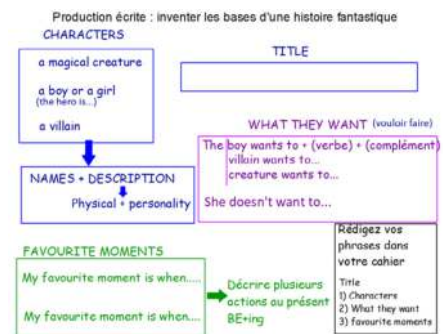 Production écrite : inventer les bases d'une histoire fantastique
CHARACTERS
a magical creature
a boy or a girl
(the hero is...)
a villain
NAMES + DESCRIPTION
Physical + personality
TITLE
WHAT THEY WANT (vouloir faire)
The boy wants to + (verbe) + (complément)
villain wants to...
creature wants to...
She doesn't want to...
FAVOURITE MOMENTS
My favourite moment is when.....
My favourite moment is when.....
Décrire plusieurs
actions au présent
BE+ing
Rédigez vos
phrases dans
votre cahier
Title
1) Characters
2) What they want
3) favourite moments